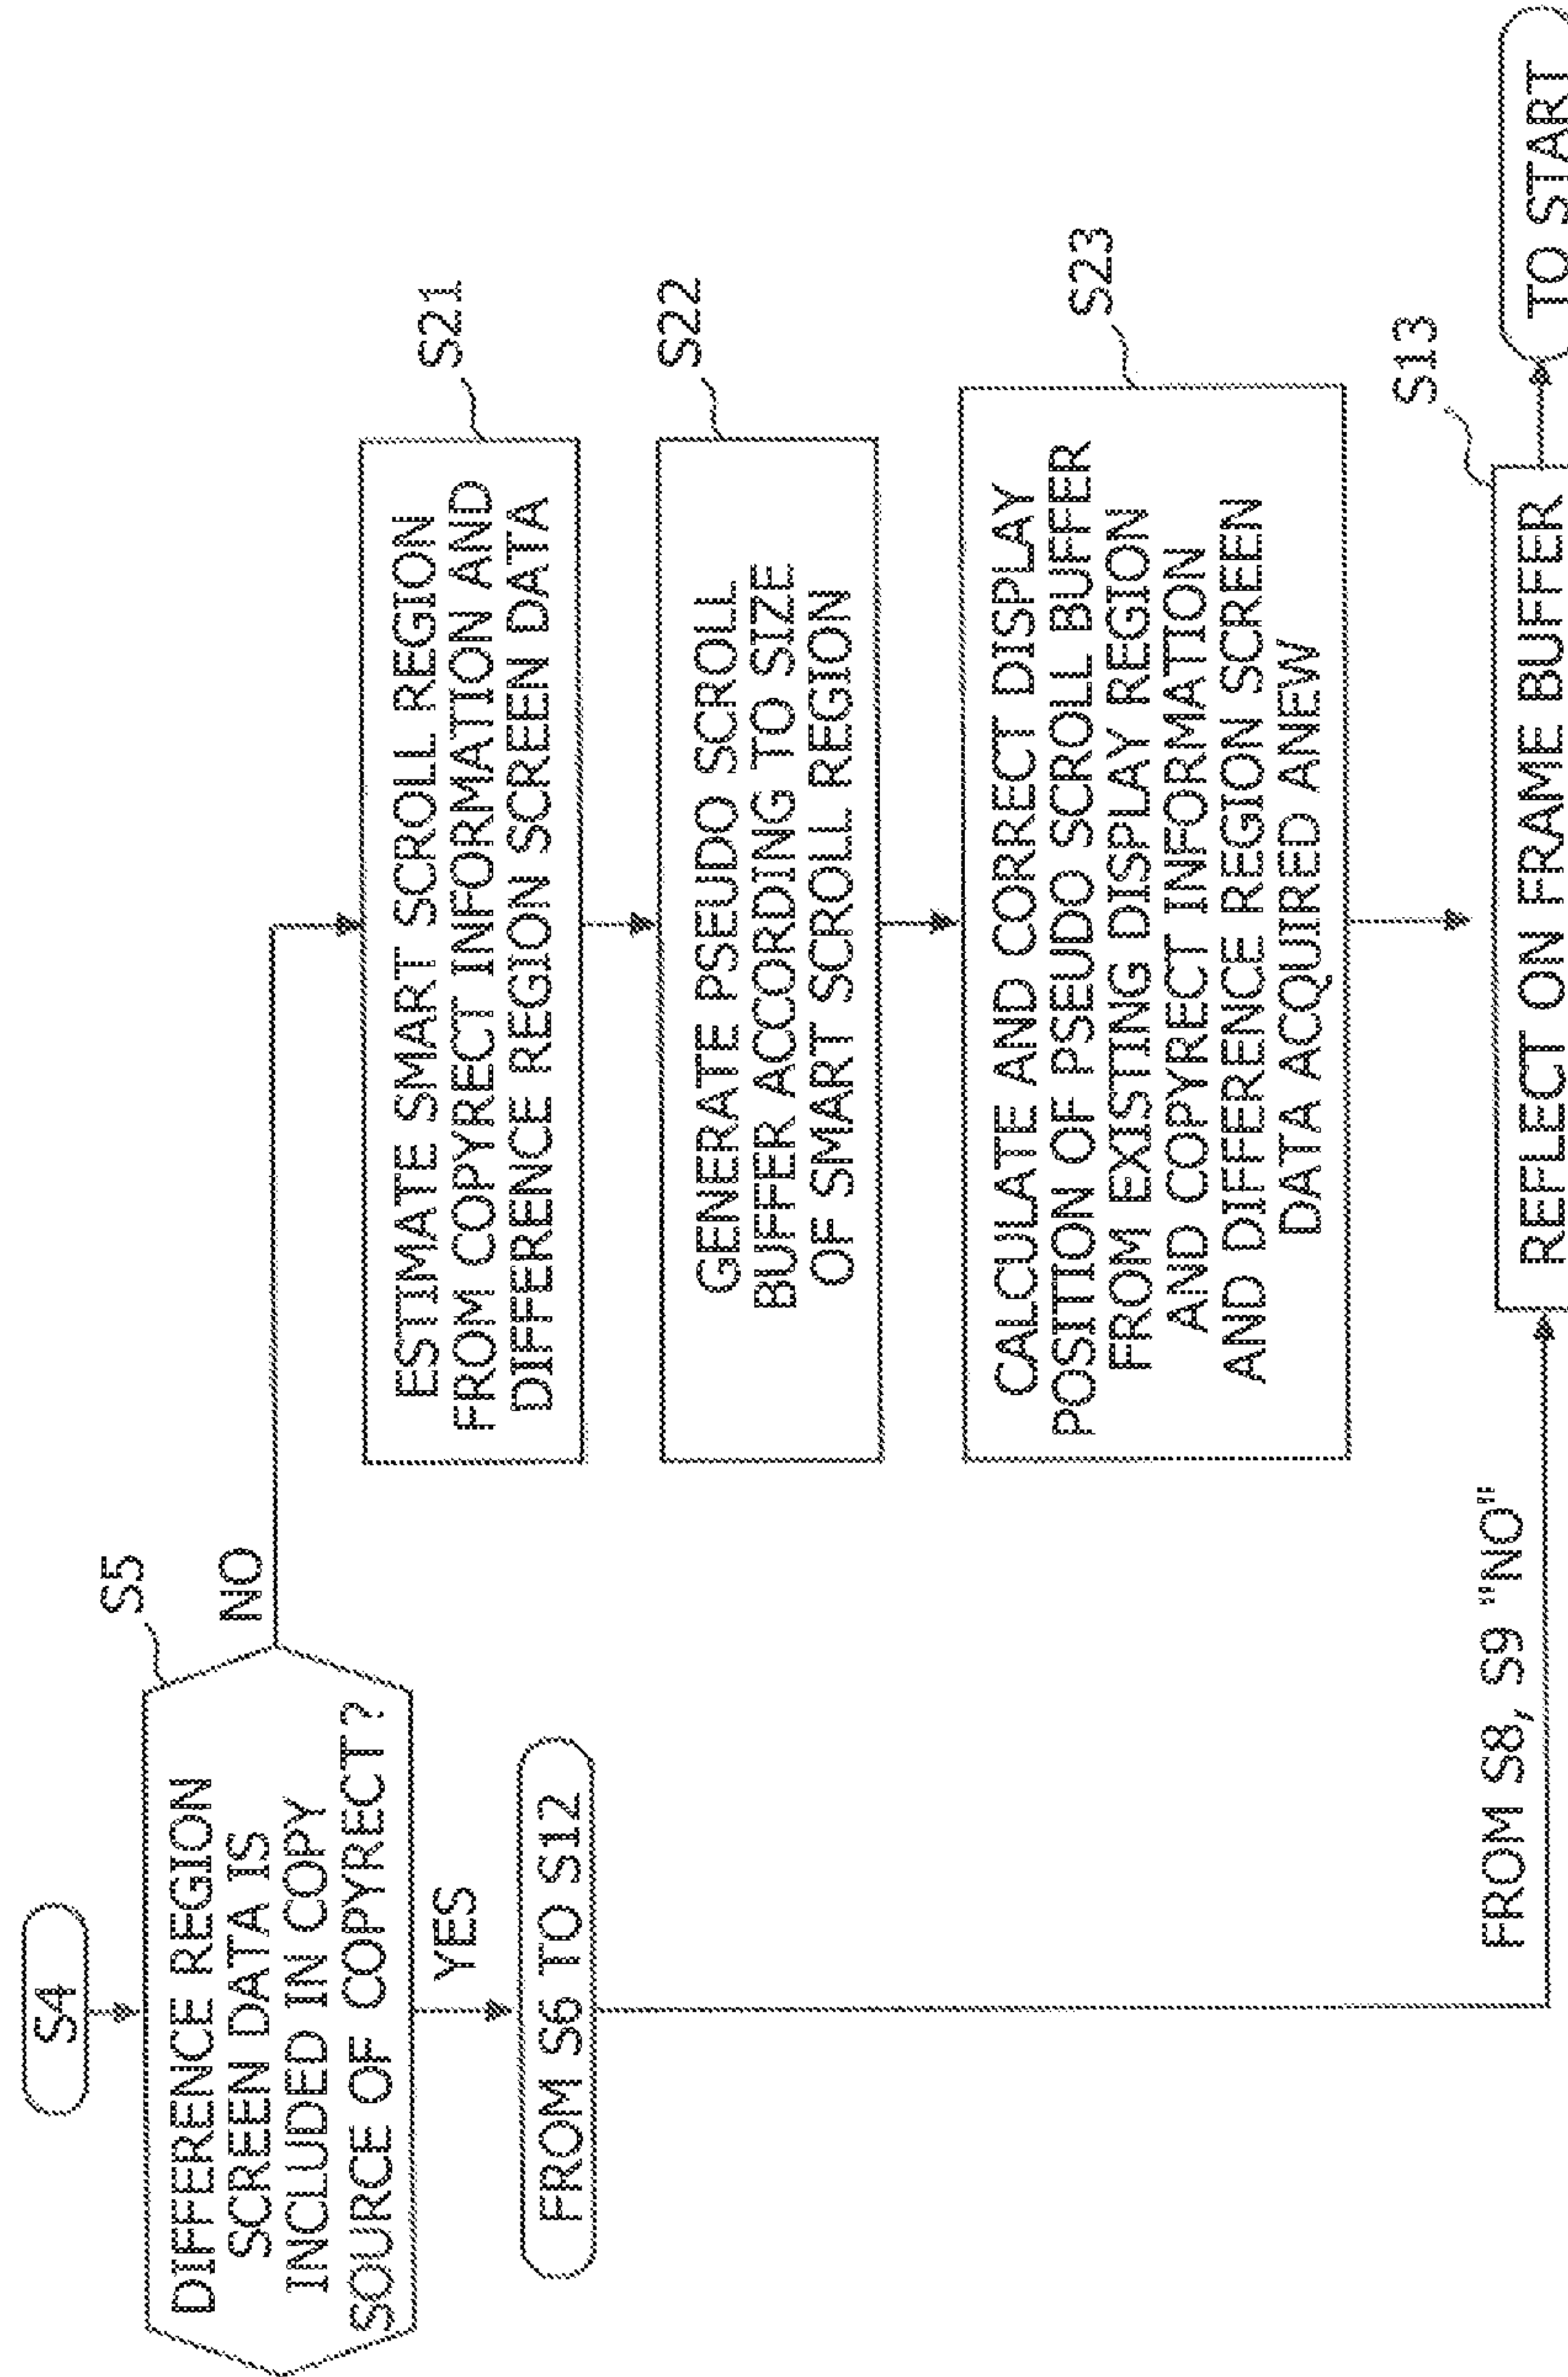 S4
S5
DIFFERENCE REGION
SCREEN DATA IS
INCLUDED IN COPY
SOURCE OF COPYRECT?
NO
YES
FROM S6 TO S12
S21
ESTIMATE SMART SCROLL REGION
FROM COPYRECT INFORMATION AND
DIFFERENCE REGION SCREEN DATA
S22
GENERATE PSEUDO SCROLL
BUFFER ACCORDING TO SIZE
OF SMART SCROLL REGION
S23
CALCULATE AND CORRECT DISPLAY
POSITION OF PSEUDO SCROLL BUFFER
FROM EXISTING DISPLAY REGION
AND COPYRECT INFORMATION
AND DIFFERENCE REGION SCREEN
DATA ACQUIRED ANEW
FROM S8, S9 "NO"
S13
REFLECT ON FRAME BUFFER
TO START